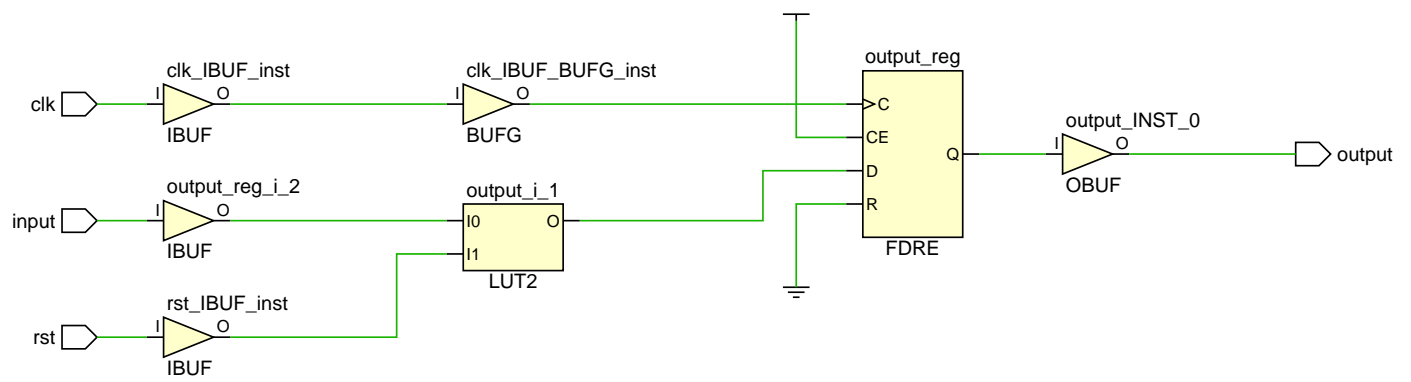 output_reg
clk_IBUF_inst
clk_IBUF_BUFG_inst
clk
I
O
IBUF
I
O
BUFG
C
CE
D
R
Q
FDRE
output_INST_0
I
O
OBUF
output
output_reg_i_2
input
I
O
IBUF
output_i_1
I0
I1
O
LUT2
rst_IBUF_inst
rst
I
O
IBUF